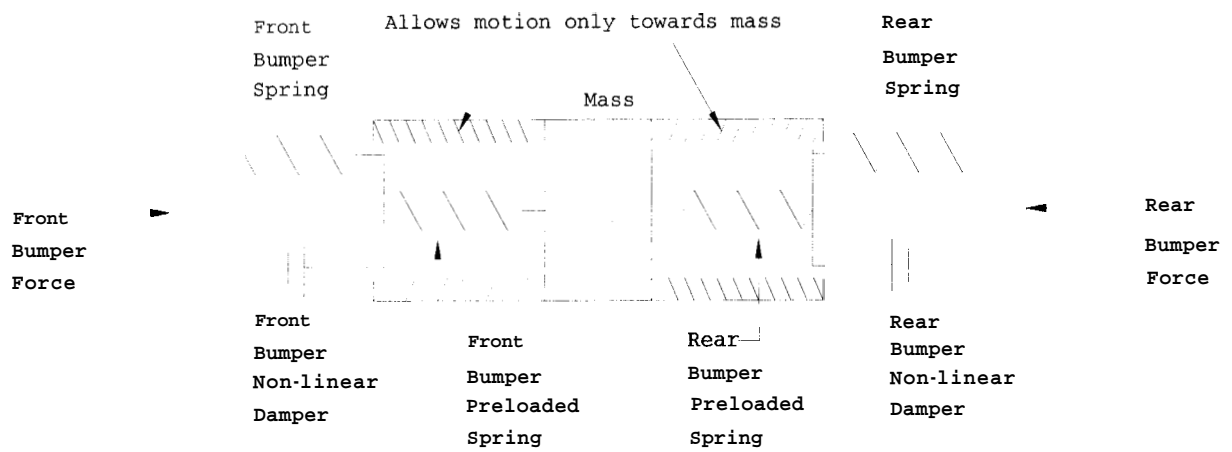 Front
Bumper
Spring
Allows motion only towards mass
Rear
Bumper
Spring
Mass
Front
Bumper
Force
Rear
Bumper
Force
Front
Bumper
Non-linear
Damper
Front
Bumper
Preloaded
Spring
Rear
Bumper
Preloaded
Spring
Rear
Bumper
Non-linear
Damper